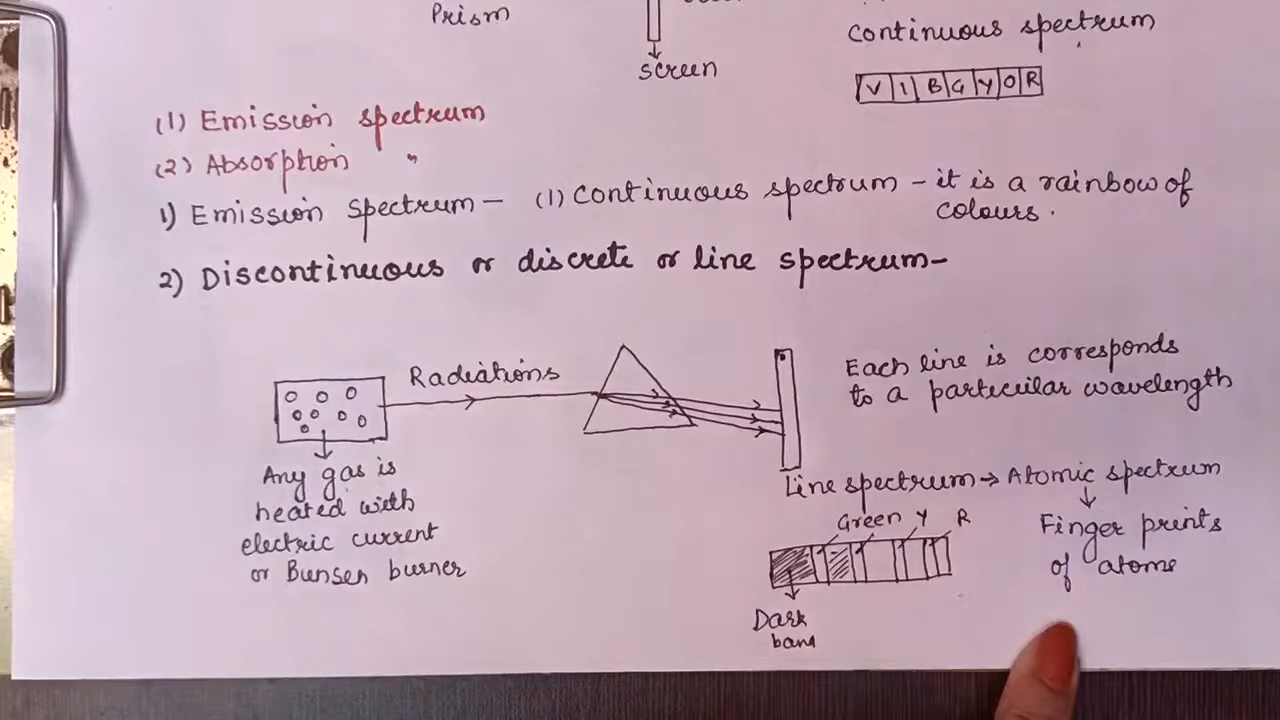 Prism
screen
continuous spectrum
V I B G Y O R
(1) Emission spectrum
(2) Absorption "
1) Emission spectrum - (1) continuous spectrum - it is a rainbow of
colours.
2) Discontinuous or discrete or line spectrum-
Radiations
Each line is corresponds
to a particular wavelength
Any gas is
heated with
electric current
or Bunsen burner
Line spectrum → Atomic spectrum
Green Y R
Finger prints
of atoms
Dark
band